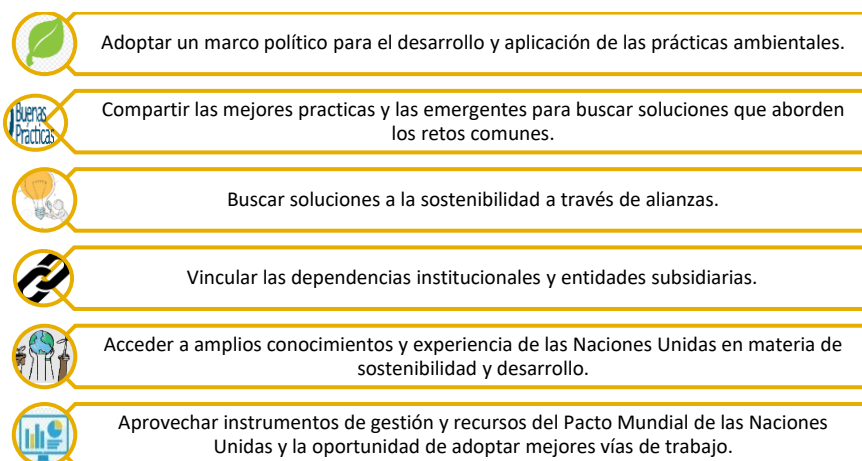 Adoptar un marco político para el desarrollo y aplicación de las prácticas ambientales.
Buenas
Prácticas
Compartir las mejores practicas y las emergentes para buscar soluciones que aborden
los retos comunes.
Buscar soluciones a la sostenibilidad a través de alianzas.
Vincular las dependencias institucionales y entidades subsidiarias.
Acceder a amplios conocimientos y experiencia de las Naciones Unidas en materia de
sostenibilidad y desarrollo.
Aprovechar instrumentos de gestión y recursos del Pacto Mundial de las Naciones
Unidas y la oportunidad de adoptar mejores vías de trabajo.